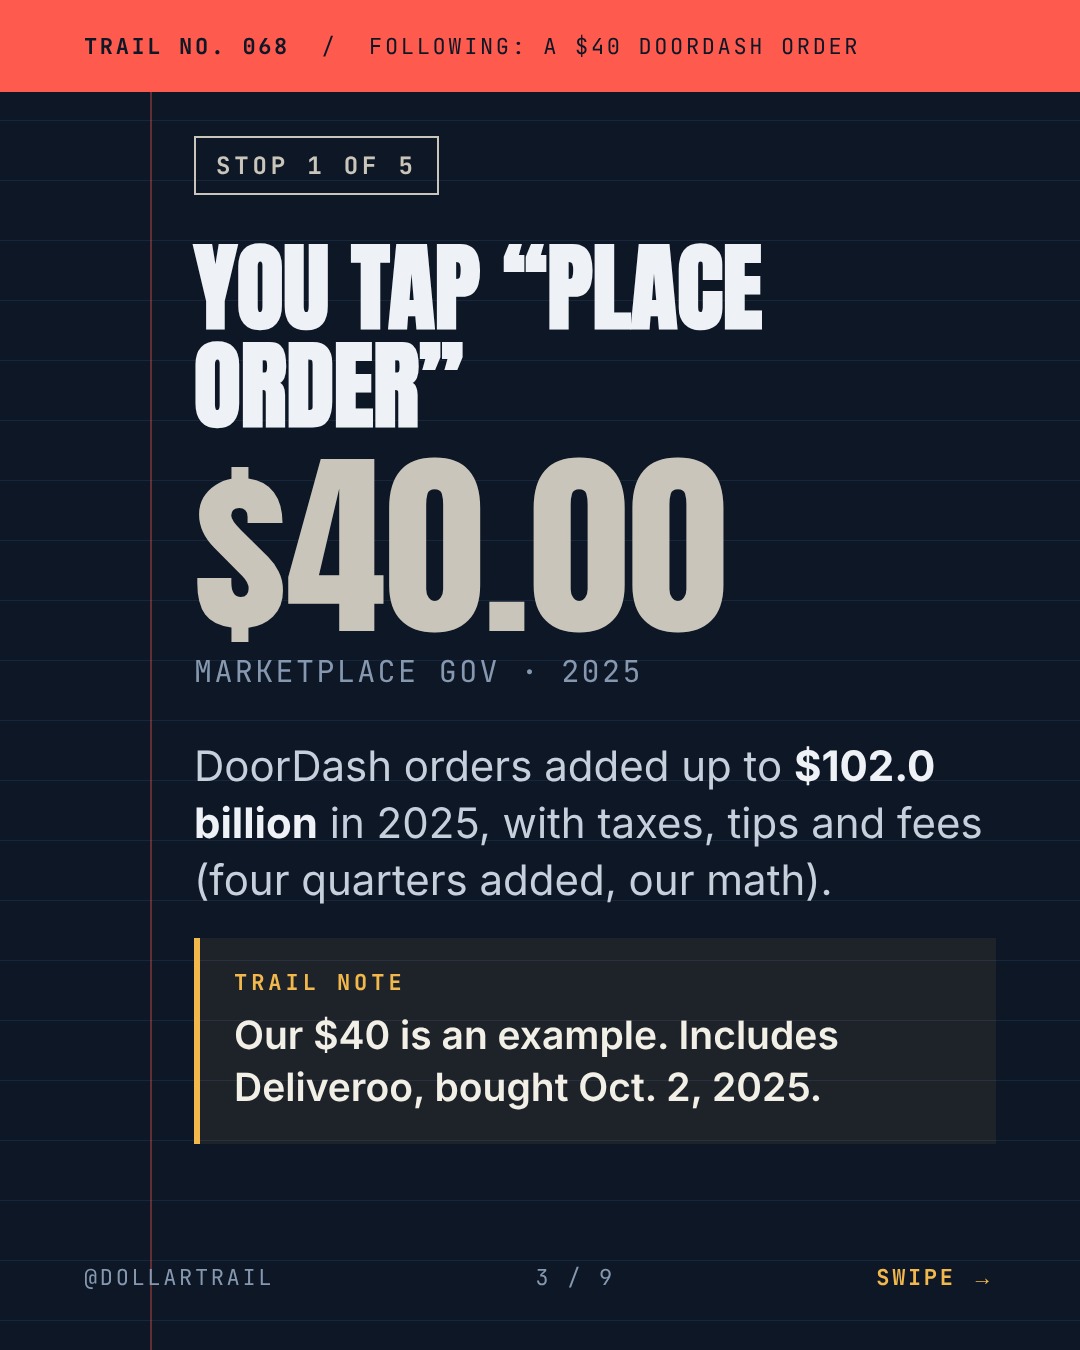 TRAIL NO. 068 / FOLLOWING: A $40 DOORDASH ORDER
STOP 1 OF 5
YOU TAP “PLACE
ORDER”
$40.00
MARKETPLACE GOV · 2025
DoorDash orders added up to $102.0
billion in 2025, with taxes, tips and fees
(four quarters added, our math).
TRAIL NOTE
Our $40 is an example. Includes
Deliveroo, bought Oct. 2, 2025.
@DOLLARTRAIL 3 / 9 SWIPE →